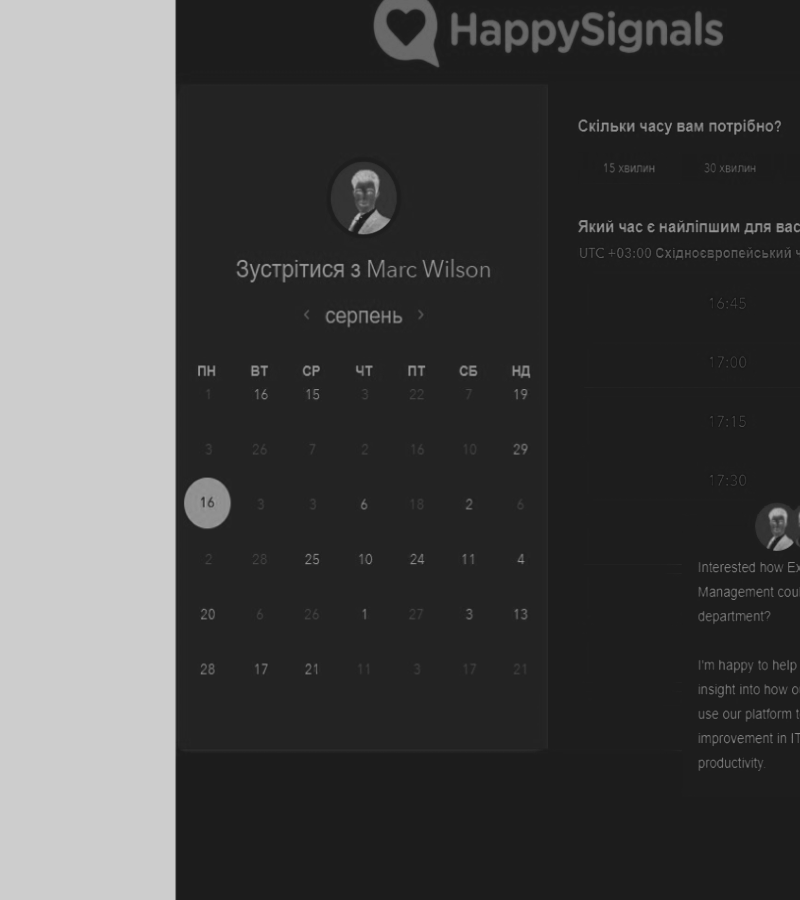 HappySignals
Зустрітися з Marc Wilson
‹ серпень ›
ПН ВТ СР ЧТ ПТ СБ НД
1 16 15 3 22 7 19
3 26 7 2 16 10 29
16 3 3 6 18 2 6
2 28 25 10 24 11 4
20 6 26 1 27 3 13
28 17 21 11 3 17 21
Скільки часу вам потрібно?
15 хвилин 30 хвилин
Який час є найліпшим для вас
UTC +03:00 Східноєвропейський ч
16:45
17:00
17:15
17:30
Interested how Ex
Management coul
department?
I'm happy to help
insight into how o
use our platform t
improvement in IT
productivity.